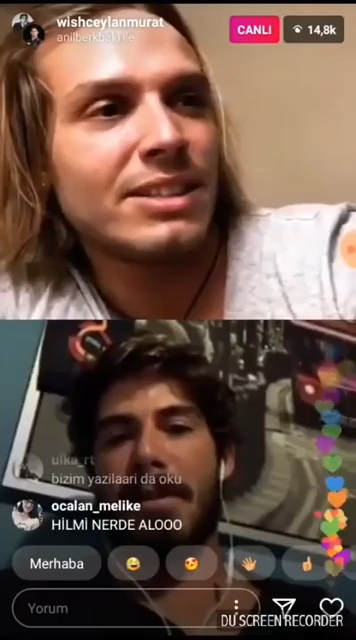 wishceylanmurat
anilberkbaki ile
CANLI
14,8k
ulka_rt
bizim yazilaari da oku
ocalan_melike
HİLMİ NERDE ALOOO
Merhaba
Yorum
DU SCREEN RECORDER